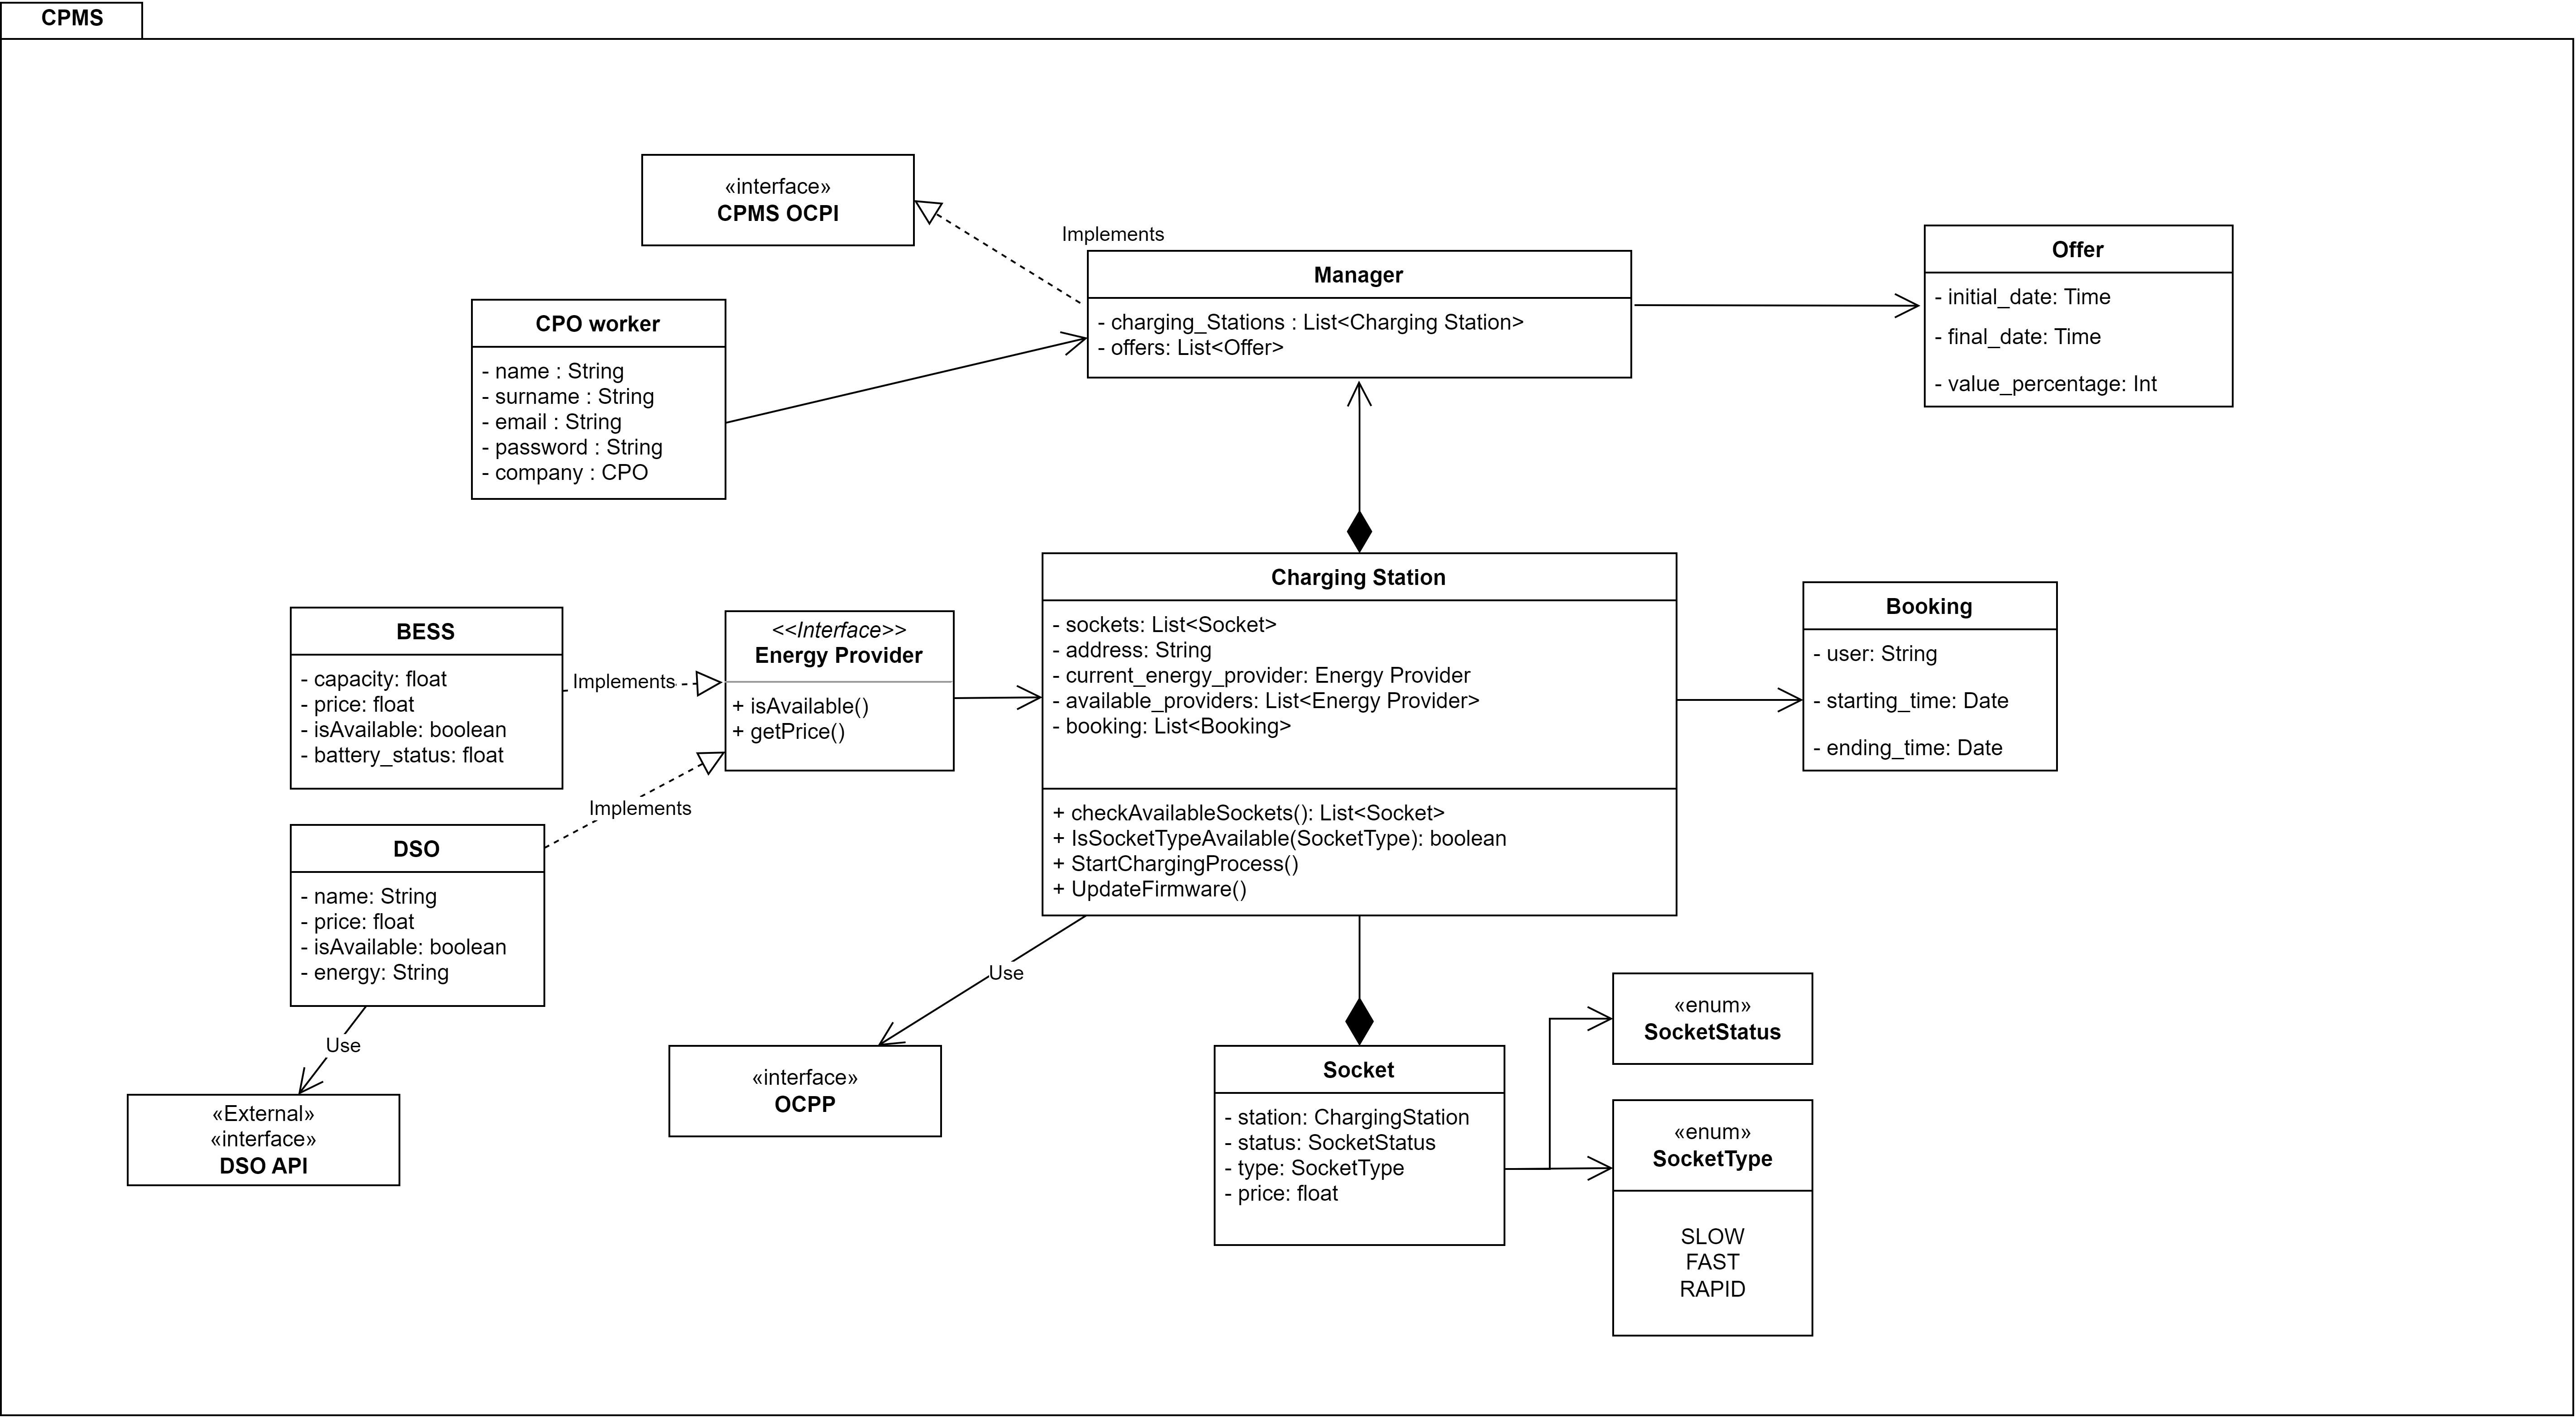 CPMS
«interface»
CPMS OCPI
Implements
Manager
- charging_Stations : List<Charging Station>
- offers: List<Offer>
Offer
- initial_date: Time
- final_date: Time
- value_percentage: Int
CPO worker
- name : String
- surname : String
- email : String
- password : String
- company : CPO
BESS
- capacity: float
- price: float
- isAvailable: boolean
- battery_status: float
Implements
<<Interface>>
Energy Provider
+ isAvailable()
+ getPrice()
Charging Station
- sockets: List<Socket>
- address: String
- current_energy_provider: Energy Provider
- available_providers: List<Energy Provider>
- booking: List<Booking>
+ checkAvailableSockets(): List<Socket>
+ IsSocketTypeAvailable(SocketType): boolean
+ StartChargingProcess()
+ UpdateFirmware()
Booking
- user: String
- starting_time: Date
- ending_time: Date
Implements
DSO
- name: String
- price: float
- isAvailable: boolean
- energy: String
Use
«External»
«interface»
DSO API
Use
«interface»
OCPP
Socket
- station: ChargingStation
- status: SocketStatus
- type: SocketType
- price: float
«enum»
SocketStatus
«enum»
SocketType
SLOW
FAST
RAPID